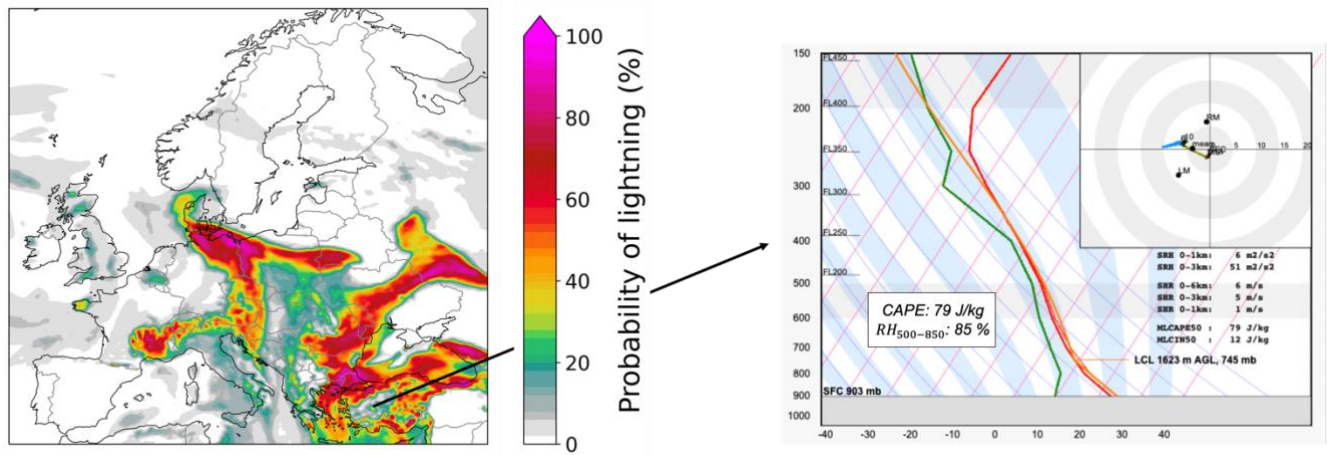 100
80
60
40
20
0
Probability of lightning (%)
150
200
300
400
500
600
700
800
900
1000
FL450
FL400
FL350
FL300
FL250
FL200
RM
LM
5 10 15 20
SRH 0-1km: 6 m2/s2
SRH 0-3km: 51 m2/s2
SHR 0-6km: 6 m/s
SHR 0-3km: 5 m/s
SHR 0-1km: 1 m/s
MLCAPE50 : 79 J/kg
MLCIN50 : 12 J/kg
CAPE: 79 J/kg
RH500−850: 85 %
LCL 1623 m AGL, 745 mb
SFC 903 mb
-40 -30 -20 -10 0 10 20 30 40